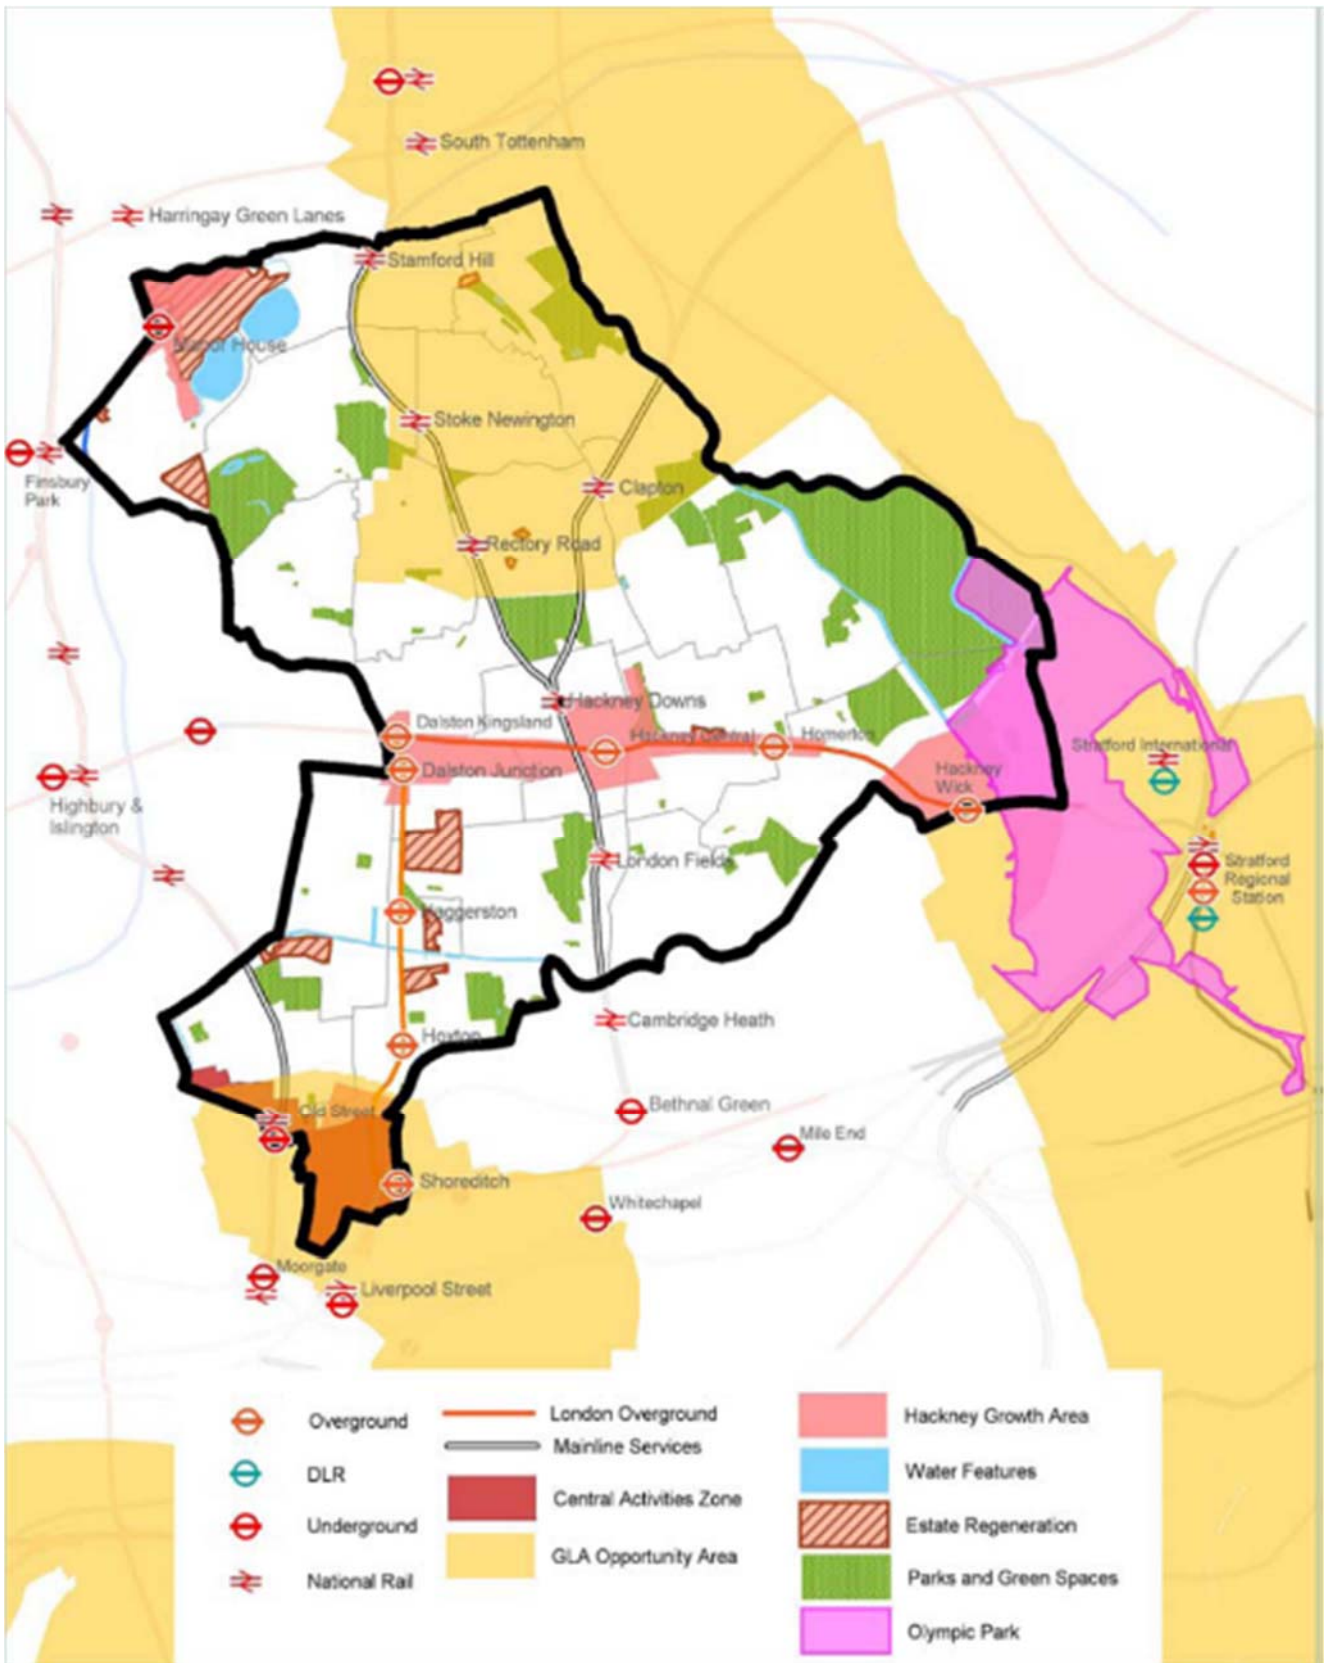 South Tottenham
Harringay Green Lanes
Stamford Hill
Manor House
Stoke Newington
Finsbury
Park
Clapton
Rectory Road
Hackney Downs
Dalston Kingsland
Hackney Central
Homerton
Stratford International
Dalston Junction
Hackney
Wick
Highbury &
Islington
London Fields
Stratford
Regional
Station
Haggerston
Cambridge Heath
Hoxton
Old Street
Bethnal Green
Mile End
Shoreditch
Whitechapel
Moorgate
Liverpool Street
Overground
DLR
Underground
National Rail
London Overground
Mainline Services
Central Activities Zone
GLA Opportunity Area
Hackney Growth Area
Water Features
Estate Regeneration
Parks and Green Spaces
Olympic Park